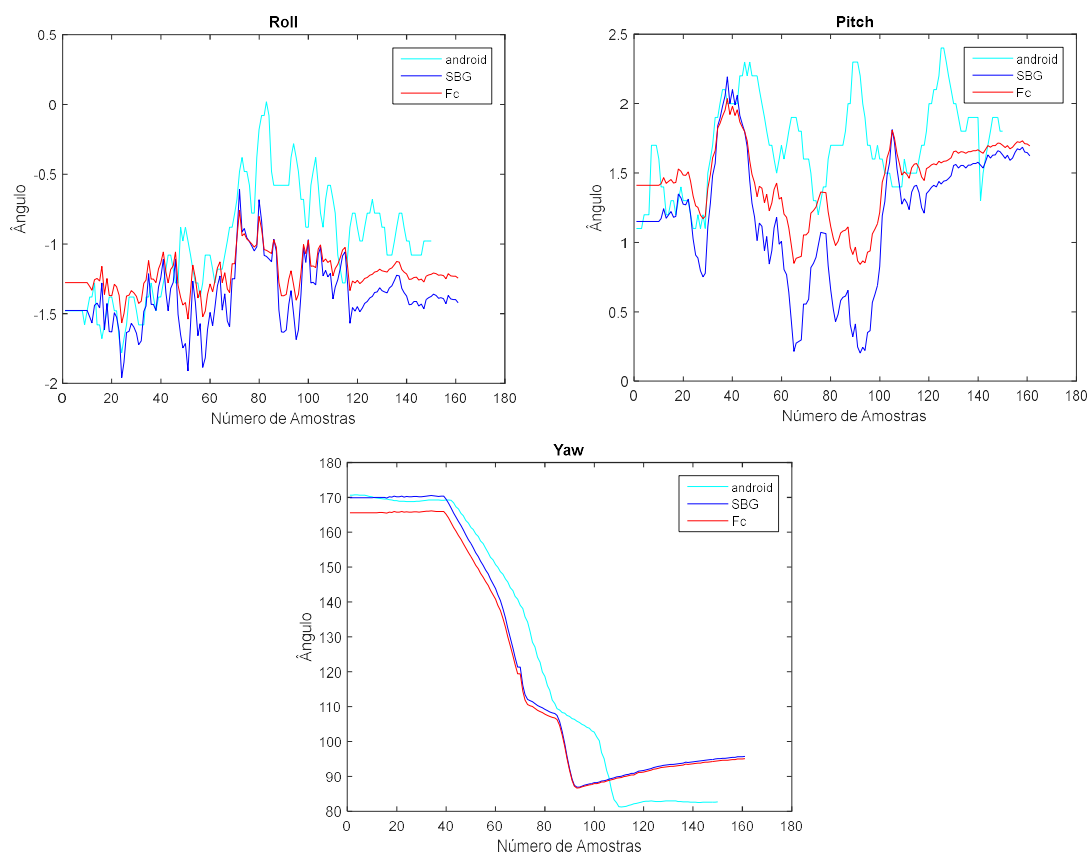 Roll
0.5
0
-0.5
-1
-1.5
-2
Ângulo
android
SBG
Fc
0 20 40 60 80 100 120 140 160 180
Número de Amostras
Pitch
2.5
2
1.5
1
0.5
0
Ângulo
android
SBG
Fc
0 20 40 60 80 100 120 140 160 180
Número de Amostras
Yaw
180
170
160
150
140
130
120
110
100
90
80
Ângulo
android
SBG
Fc
0 20 40 60 80 100 120 140 160 180
Número de Amostras